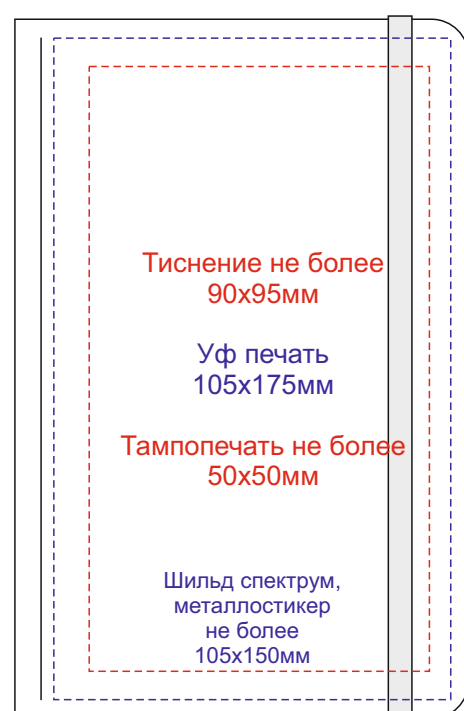 Тиснение не более
90х95мм
Уф печать
105х175мм
Тампопечать не более
50х50мм
Шильд спектрум,
металлостикер
не более
105х150мм